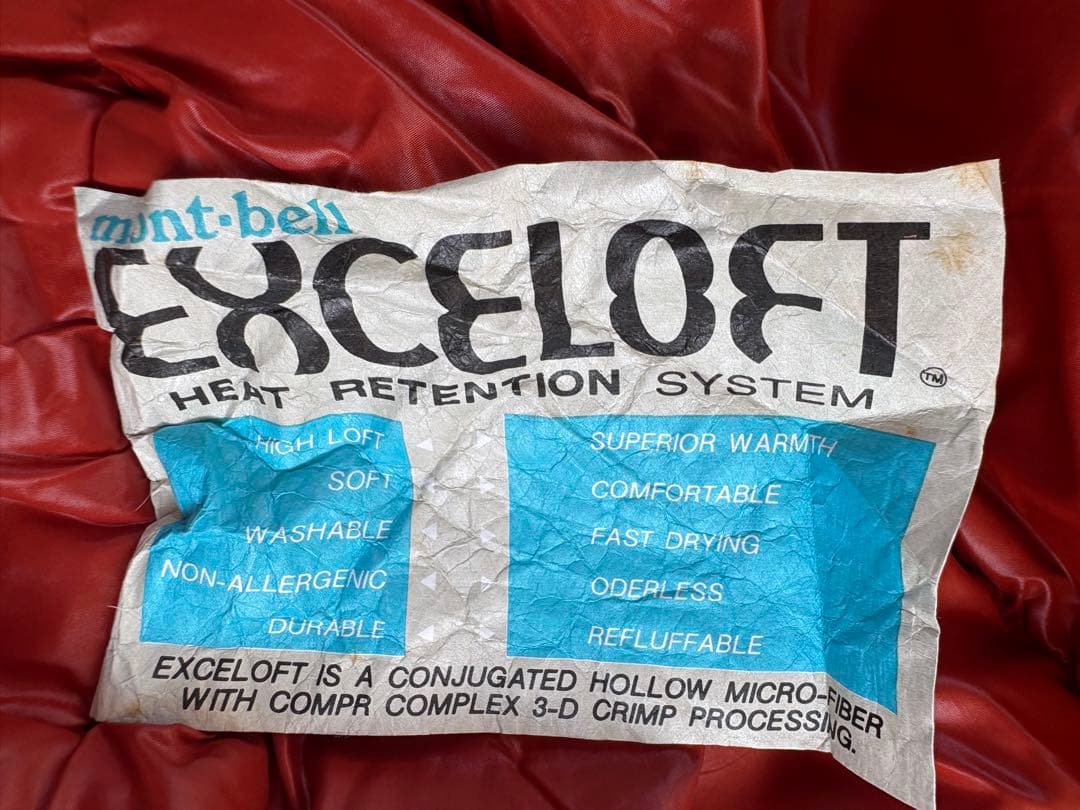 mont-bell
EXCELOFT
HEAT RETENTION SYSTEM TM
HIGH LOFT
SUPERIOR WARMTH
SOFT
COMFORTABLE
WASHABLE
FAST DRYING
NON-ALLERGENIC
ODERLESS
DURABLE
REFLUFFABLE
EXCELOFT IS A CONJUGATED HOLLOW MICRO-FIBER
WITH COMPR COMPLEX 3-D CRIMP PROCESSING.